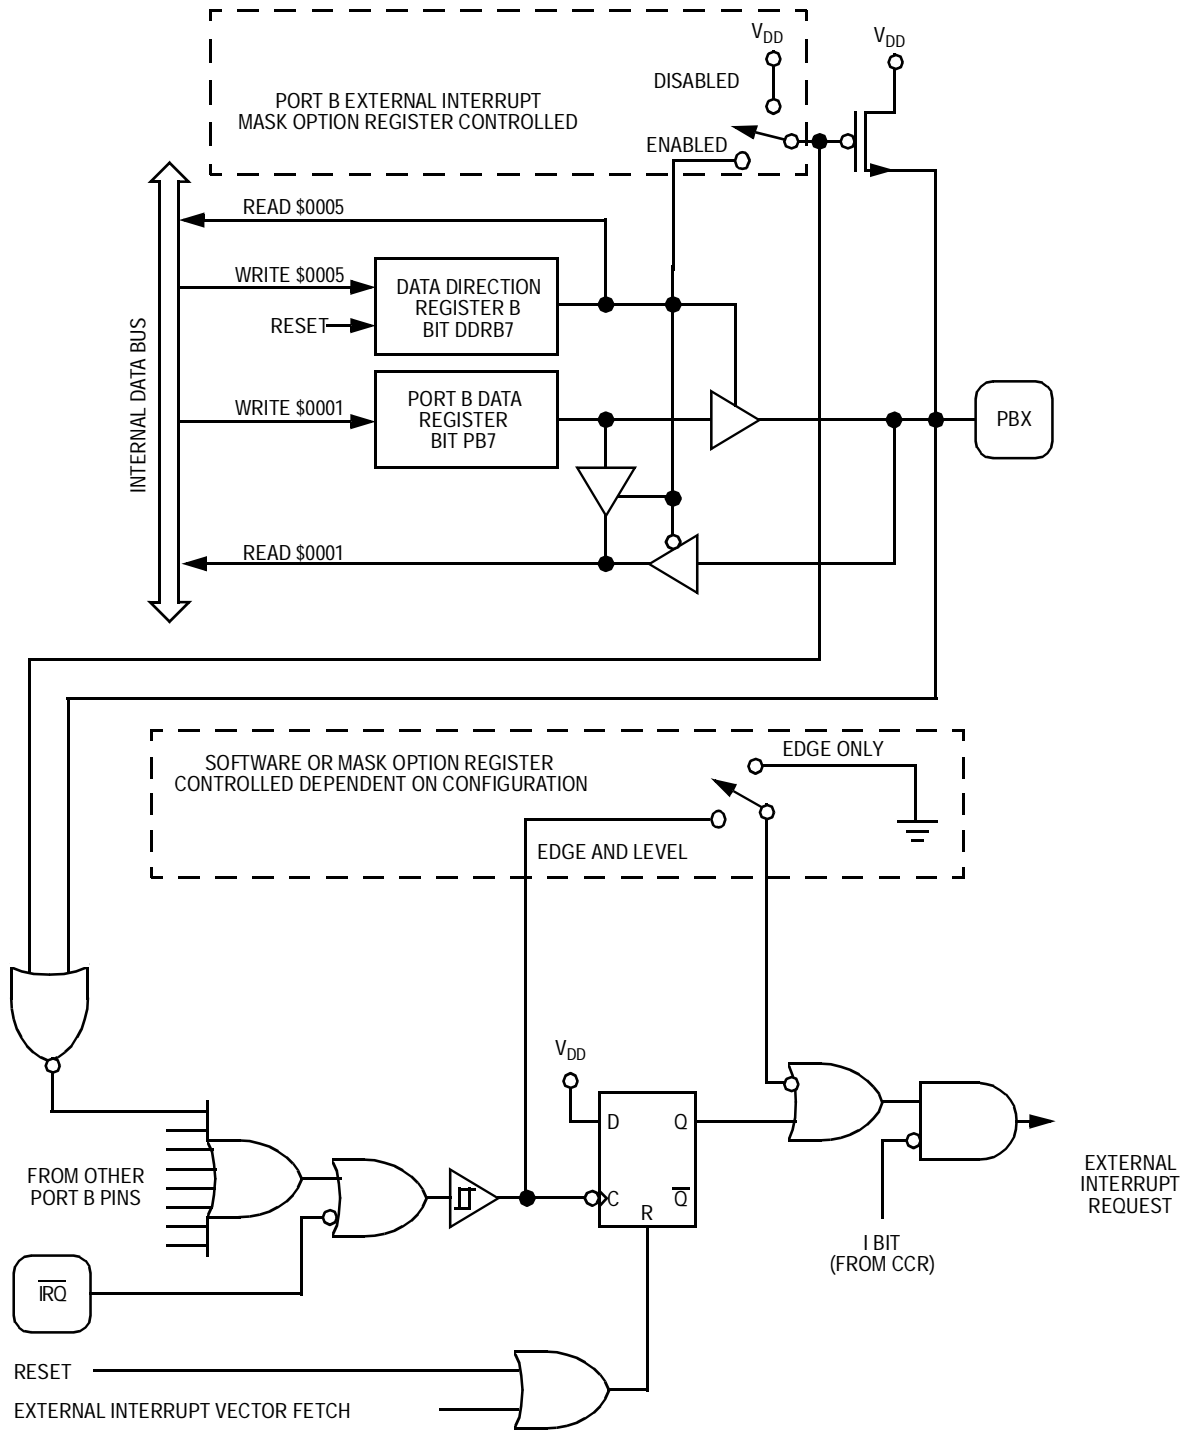 VDD
VDD
DISABLED
PORT B EXTERNAL INTERRUPT
MASK OPTION REGISTER CONTROLLED
ENABLED
READ $0005
WRITE $0005
DATA DIRECTION
REGISTER B
BIT DDRB7
RESET
INTERNAL DATA BUS
WRITE $0001
PORT B DATA
REGISTER
BIT PB7
PBX
READ $0001
SOFTWARE OR MASK OPTION REGISTER
CONTROLLED DEPENDENT ON CONFIGURATION
EDGE ONLY
EDGE AND LEVEL
VDD
D
Q
C
Q̅
R
FROM OTHER
PORT B PINS
EXTERNAL
INTERRUPT
REQUEST
I BIT
(FROM CCR)
I̅R̅Q̅
RESET
EXTERNAL INTERRUPT VECTOR FETCH